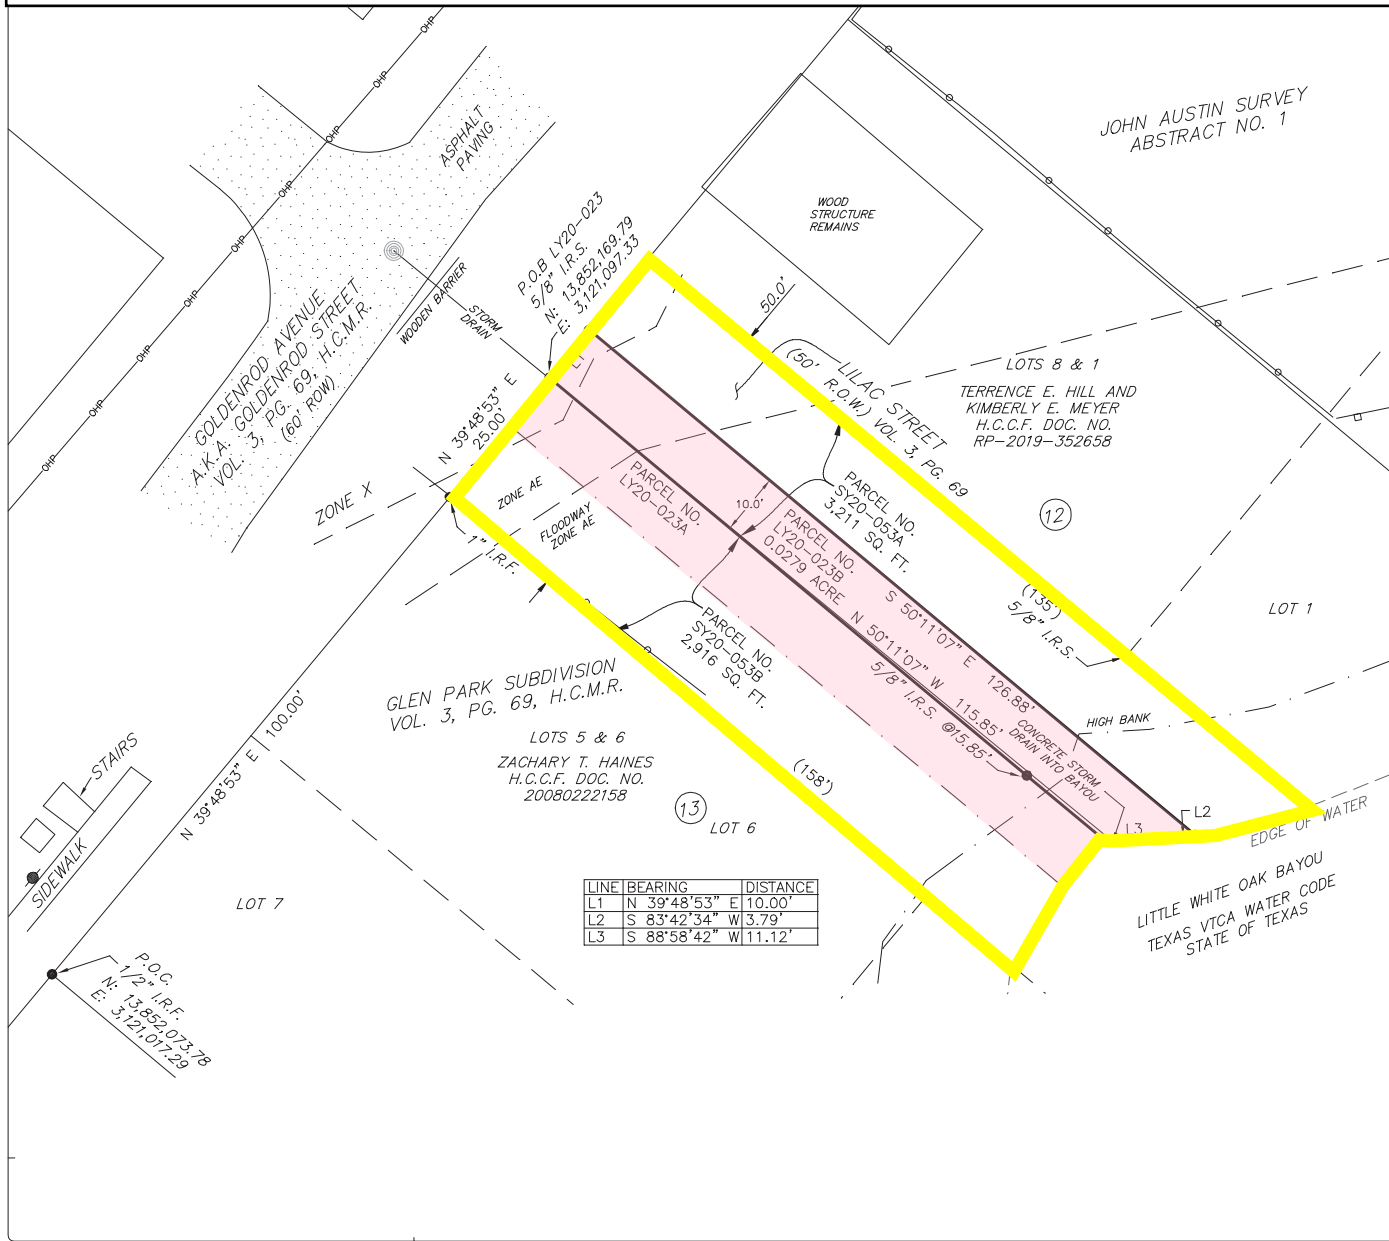 OHP
OHP
OHP
OHP
OHP
OHP
OHP
OHP
OHP
ASPHALT
PAVING
JOHN AUSTIN SURVEY
ABSTRACT NO. 1
WOOD
STRUCTURE
REMAINS
P.O.B LY20-023
5/8" I.R.S.
N: 13,852,169.79
E: 3,121,097.33
WOODEN BARRIER
STORM
DRAIN
GOLDENROD AVENUE
A.K.A. GOLDENROD STREET
VOL. 3, PG. 69, H.C.M.R.
(60' ROW)
50.0'
LILAC STREET
(50' R.O.W.) VOL. 3, PG. 69
LOTS 8 & 1
TERRENCE E. HILL AND
KIMBERLY E. MEYER
H.C.C.F. DOC. NO.
RP-2019-352658
N 39°48'53" E
25.00'
ZONE X
ZONE AE
FLOODWAY
ZONE AE
1" I.R.F.
PARCEL NO.
LY20-023A
10.0'
PARCEL NO.
SY20-053A
3,211 SQ. FT.
PARCEL NO.
LY20-023B
0.0279 ACRE
12
S 50°11'07" E 126.88'
N 50°11'07" W 115.85'
5/8" I.R.S. @15.85'
(135')
5/8" I.R.S.
LOT 1
PARCEL NO.
SY20-053B
2,916 SQ. FT.
GLEN PARK SUBDIVISION
VOL. 3, PG. 69, H.C.M.R.
CONCRETE STORM
DRAIN INTO BAYOU
HIGH BANK
LOTS 5 & 6
ZACHARY T. HAINES
H.C.C.F. DOC. NO.
20080222158
13
LOT 6
(158')
L3
L2
EDGE OF WATER
LITTLE WHITE OAK BAYOU
TEXAS VTCA WATER CODE
STATE OF TEXAS
N 39°48'53" E 100.00'
STAIRS
SIDEWALK
LOT 7
LINE BEARING DISTANCE
L1 N 39°48'53" E 10.00'
L2 S 83°42'34" W 3.79'
L3 S 88°58'42" W 11.12'
P.O.C.
1/2" I.R.F.
N: 13,852,073.78
E: 3,121,017.29